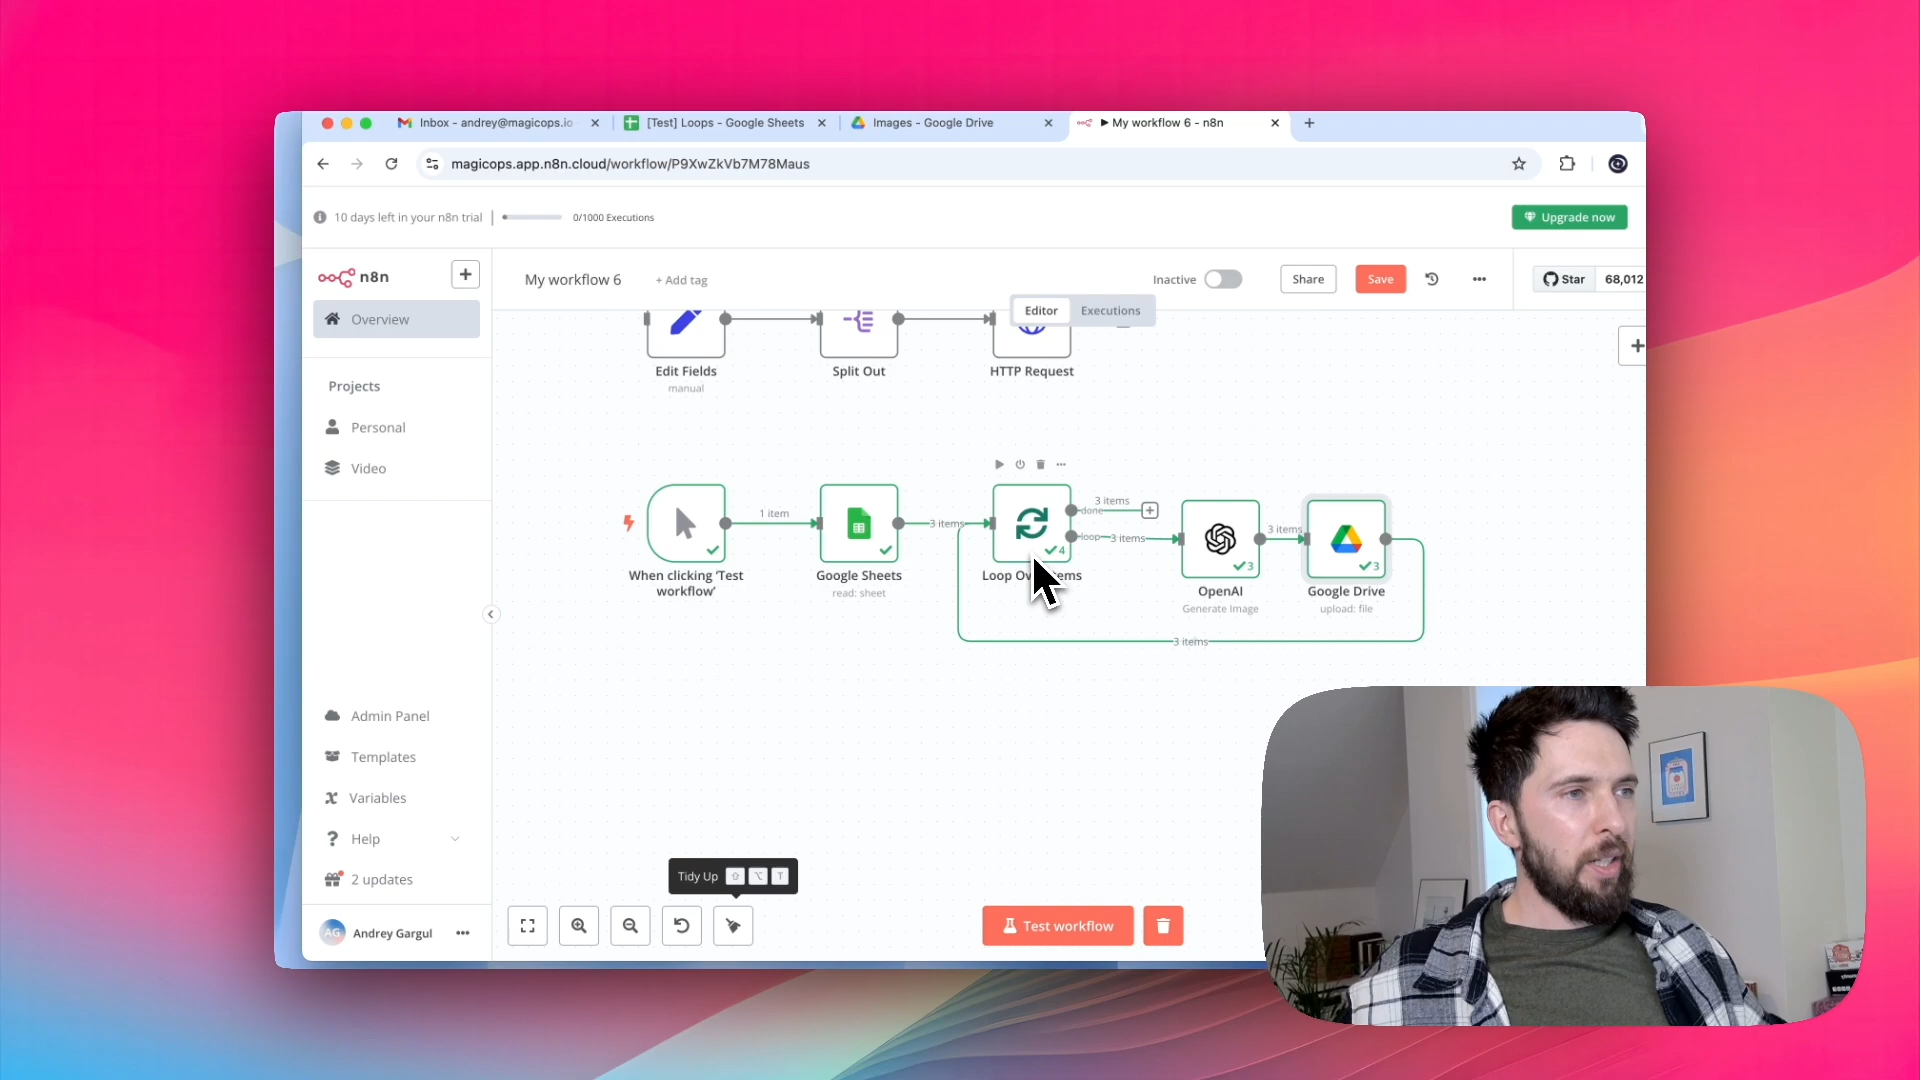 Inbox - andrey@magicops.io
[Test] Loops - Google Sheets
Images - Google Drive
My workflow 6 - n8n
magicops.app.n8n.cloud/workflow/P9XwZkVb7M78Maus
10 days left in your n8n trial
0/1000 Executions
Upgrade now
n8n
My workflow 6
+ Add tag
Inactive
Share
Save
Star
68,012
Editor
Executions
Overview
Projects
Personal
Video
Edit Fields
manual
Split Out
HTTP Request
1 item
3 items
3 items
done
loop
3 items
3 items
4
3
3
When clicking ‘Test
workflow’
Google Sheets
read: sheet
Loop Ov ems
OpenAI
Generate Image
Google Drive
upload: file
3 items
Admin Panel
Templates
Variables
Help
2 updates
AG
Andrey Gargul
Tidy Up ⇧ ⌥ T
Test workflow